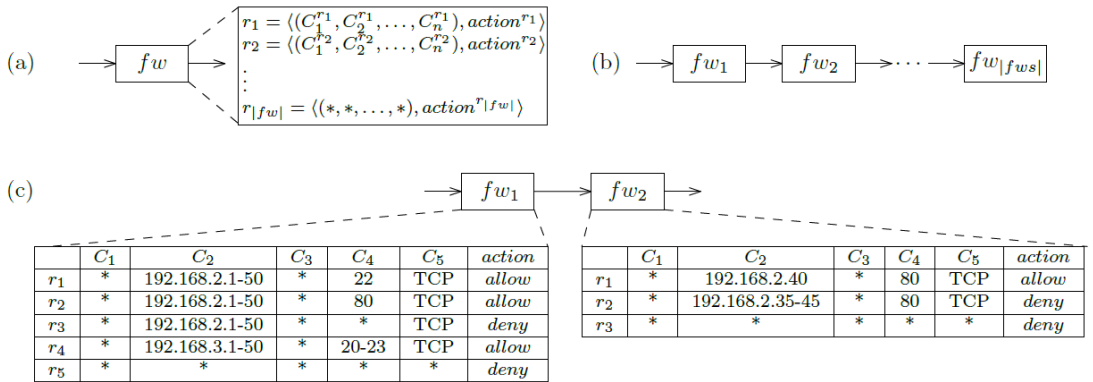 (a) fw r₁ = ⟨(C₁^{r₁}, C₂^{r₁}, . . . , Cₙ^{r₁}), action^{r₁}⟩
r₂ = ⟨(C₁^{r₂}, C₂^{r₂}, . . . , Cₙ^{r₂}), action^{r₂}⟩
⋮
r_{|fw|} = ⟨(∗, ∗, . . . , ∗), action^{r_{|fw|}}⟩
(b) fw₁ fw₂ · · · fw_{|fws|}
(c) fw₁ fw₂
C₁ C₂ C₃ C₄ C₅ action
r₁ * 192.168.2.1-50 * 22 TCP allow
r₂ * 192.168.2.1-50 * 80 TCP allow
r₃ * 192.168.2.1-50 * * TCP deny
r₄ * 192.168.3.1-50 * 20-23 TCP allow
r₅ * * * * * deny
C₁ C₂ C₃ C₄ C₅ action
r₁ * 192.168.2.40 * 80 TCP allow
r₂ * 192.168.2.35-45 * 80 TCP deny
r₃ * * * * * deny